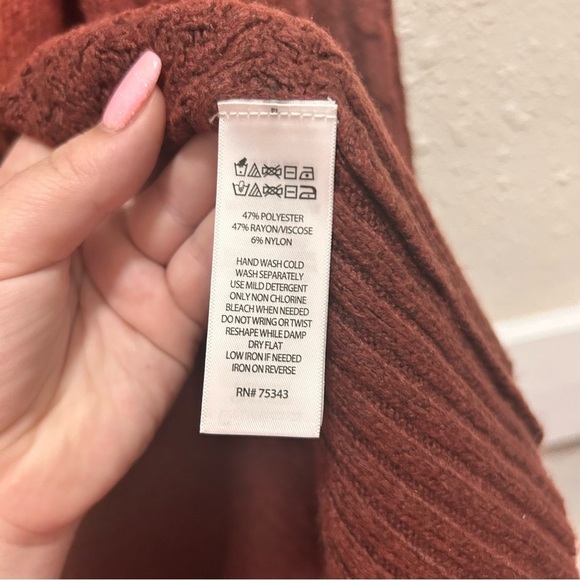 47% POLYESTER
47% RAYON/VISCOSE
6% NYLON
HAND WASH COLD
WASH SEPARATELY
USE MILD DETERGENT
ONLY NON CHLORINE
BLEACH WHEN NEEDED
DO NOT WRING OR TWIST
RESHAPE WHILE DAMP
DRY FLAT
LOW IRON IF NEEDED
IRON ON REVERSE
RN# 75343